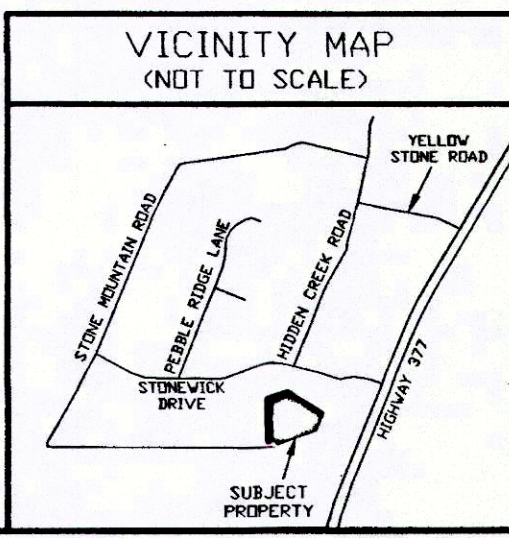 VICINITY MAP
(NOT TO SCALE)
YELLOW
STONE ROAD
STONE MOUNTAIN ROAD
PEBBLE RIDGE LANE
HIDDEN CREEK ROAD
HIGHWAY 377
STONEWICK
DRIVE
SUBJECT
PROPERTY